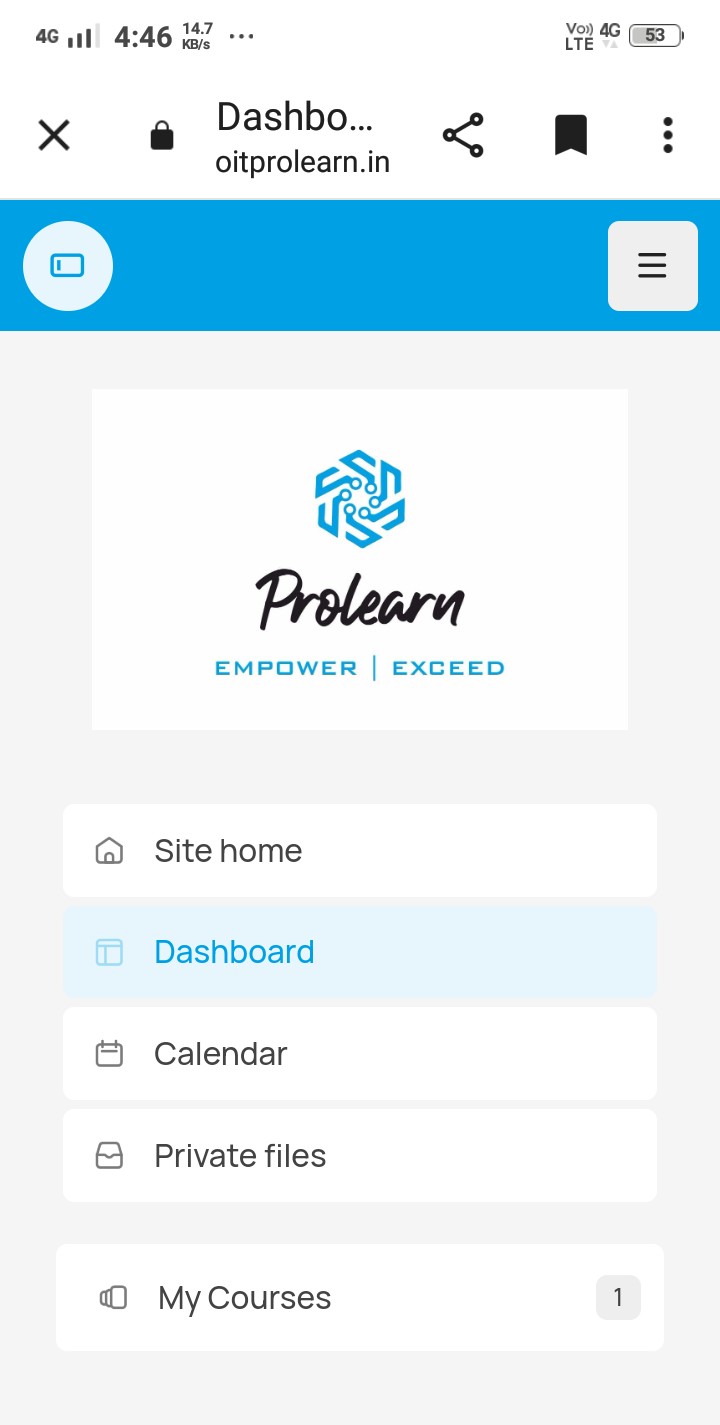 4G 4:46 14.7 KB/s ... Vo)) LTE 4G 53
Dashbo...
oitprolearn.in
Prolearn
EMPOWER | EXCEED
Site home
Dashboard
Calendar
Private files
My Courses 1